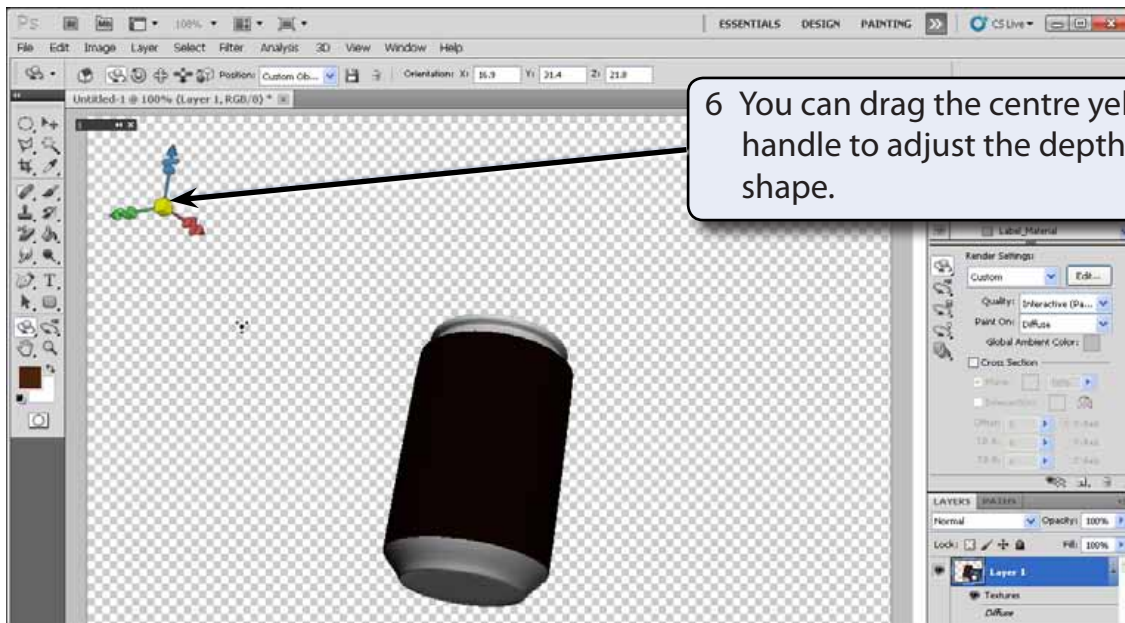 Ps 100%
ESSENTIALS DESIGN PAINTING CS Live
File Edit Image Layer Select Filter Analysis 3D View Window Help
Position: Custom Ob... Orientation: X: 16.9 Y: 31.4 Z: 21.8
Untitled-1 @ 100% (Layer 1, RGB/8) *
6 You can drag the centre yel
handle to adjust the depth
shape.
Label_Material
Render Settings:
Custom Edit...
Quality: Interactive (Pa...
Paint On: Diffuse
Global Ambient Color:
Cross Section
LAYERS
Normal Opacity: 100%
Lock: Fill: 100%
Layer 1
Textures
Diffuse